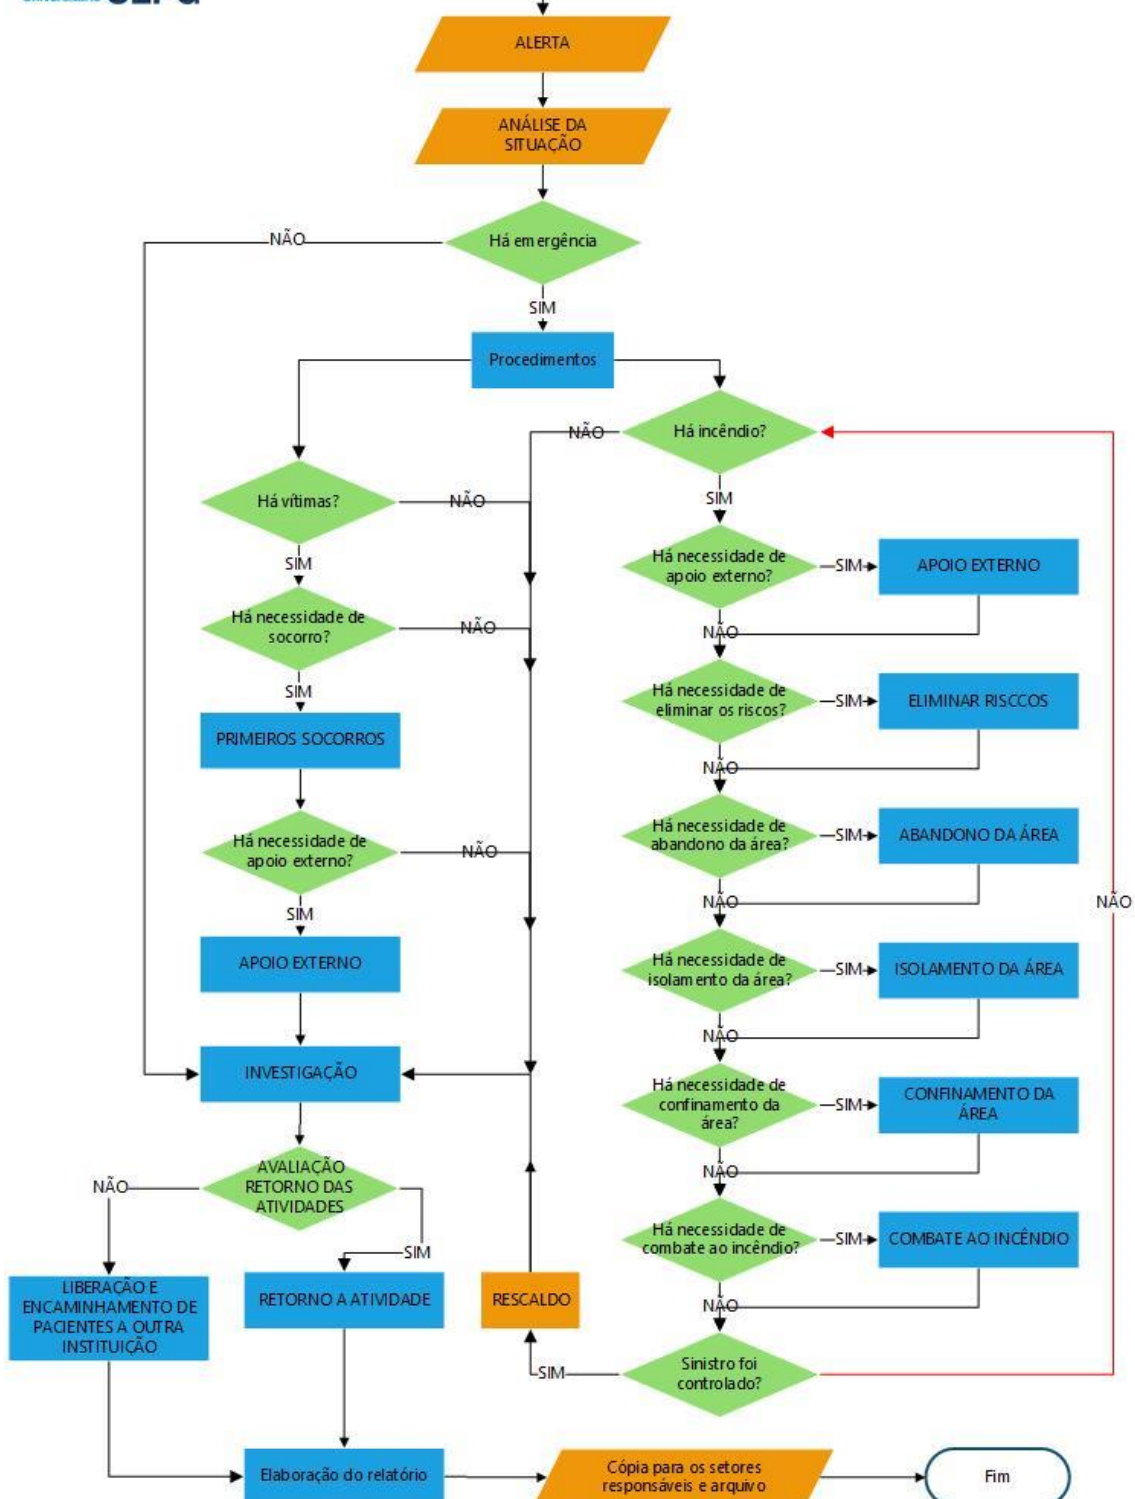 ALERTA
ANÁLISE DA
SITUAÇÃO
Há emergência
NÃO
SIM
Procedimentos
Há incêndio?
NÃO
NÃO
SIM
Há vítimas?
NÃO
SIM
Há necessidade de
socorro?
NÃO
SIM
PRIMEIROS SOCORROS
Há necessidade de
apoio externo?
NÃO
SIM
APOIO EXTERNO
INVESTIGAÇÃO
AVALIAÇÃO
RETORNO DAS
ATIVIDADES
NÃO
SIM
LIBERAÇÃO E
ENCAMINHAMENTO DE
PACIENTES A OUTRA
INSTITUIÇÃO
RETORNO A ATIVIDADE
RESCALDO
Há necessidade de
apoio externo?
SIM
APOIO EXTERNO
NÃO
Há necessidade de
eliminar os riscos?
SIM
ELIMINAR RISCCOS
NÃO
Há necessidade de
abandono da área?
SIM
ABANDONO DA ÁREA
NÃO
Há necessidade de
isolamento da área?
SIM
ISOLAMENTO DA ÁREA
NÃO
Há necessidade de
confinamento da
área?
SIM
CONFINAMENTO DA
ÁREA
NÃO
Há necessidade de
combate ao incêndio?
SIM
COMBATE AO INCÊNDIO
NÃO
Sinistro foi
controlado?
SIM
Elaboração do relatório
Cópia para os setores
responsáveis e arquivo
Fim